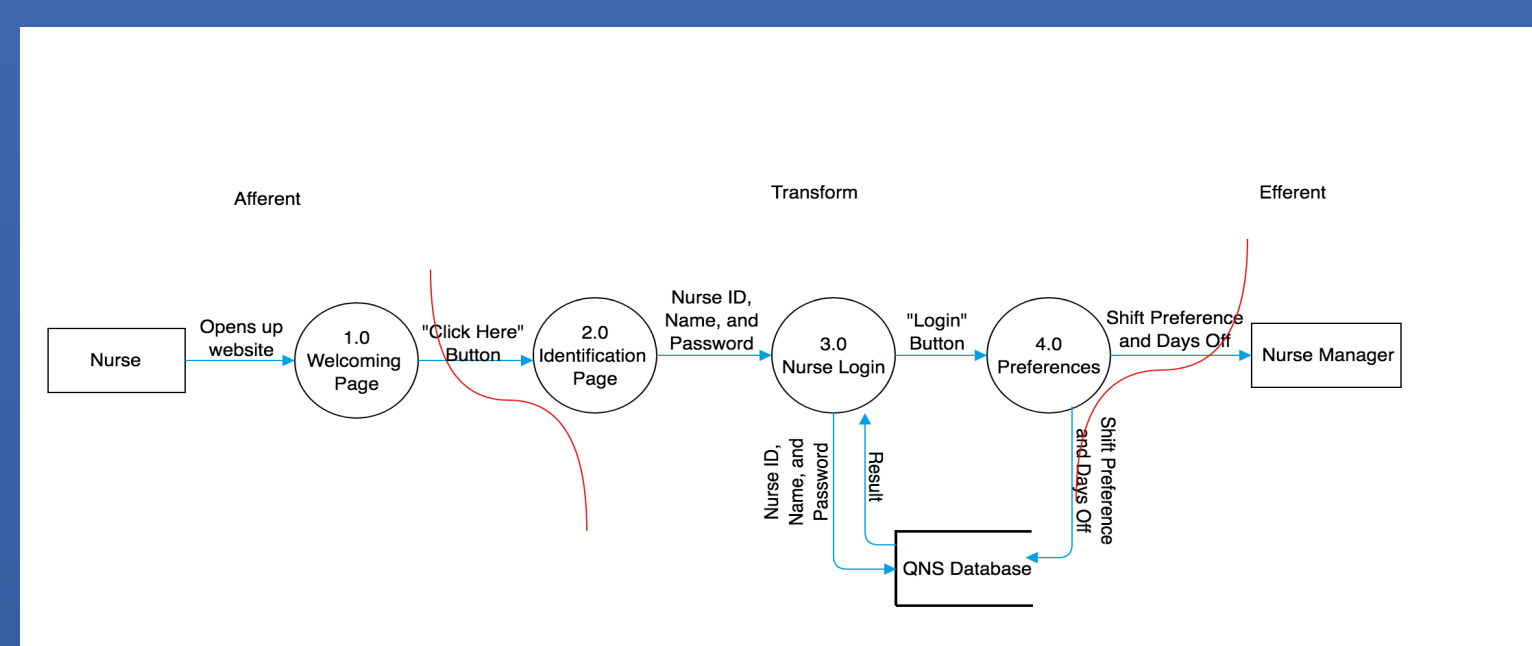 Afferent
Transform
Efferent
Nurse
Opens up
website
1.0
Welcoming
Page
"Click Here"
Button
2.0
Identification
Page
Nurse ID,
Name, and
Password
3.0
Nurse Login
"Login"
Button
4.0
Preferences
Shift Preference
and Days Off
Nurse Manager
Nurse ID,
Name, and
Password
Result
Shift Preference
and Days Off
QNS Database